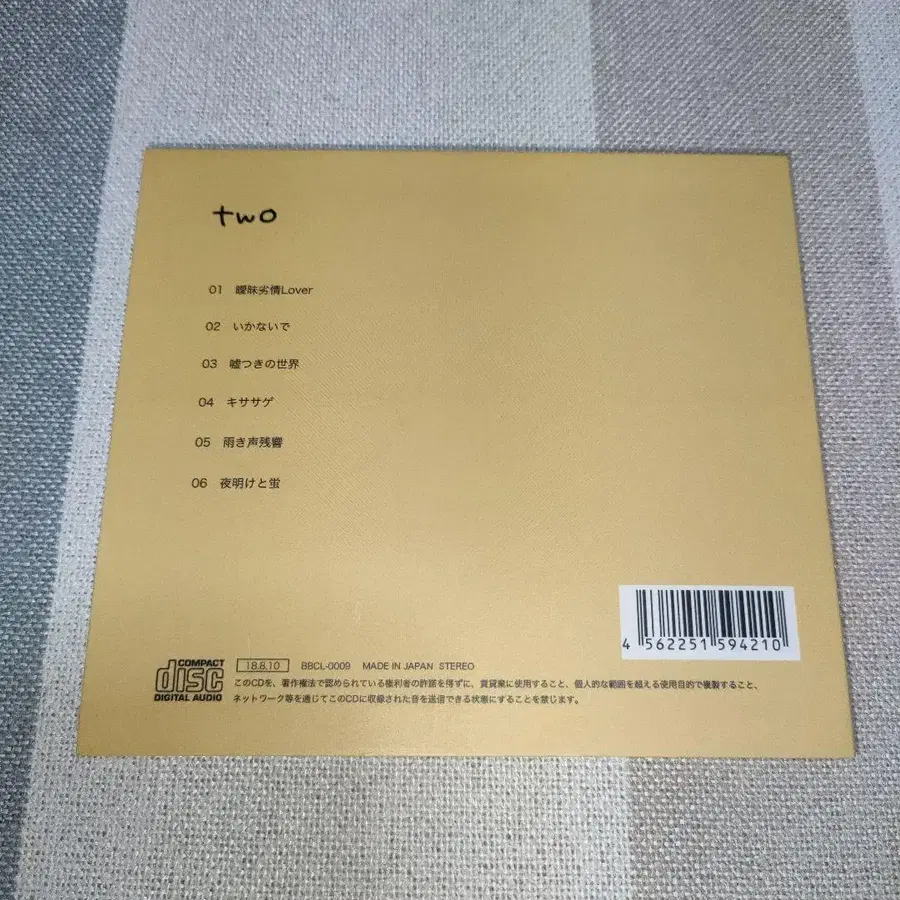 two
01 曖昧劣情Lover
02 いかないで
03 嘘つきの世界
04 キササゲ
05 雨き声残響
06 夜明けと蛍
4 562251 594210
COMPACT
disc
DIGITAL AUDIO
18.8.10 BBCL-0009 MADE IN JAPAN STEREO
このCDを、著作権法で認められている権利者の許諾を得ずに、賃貸業に使用すること、個人的な範囲を超える使用目的で複製すること、
ネットワーク等を通じてこのCDに収録された音を送信できる状態にすることを禁じます。